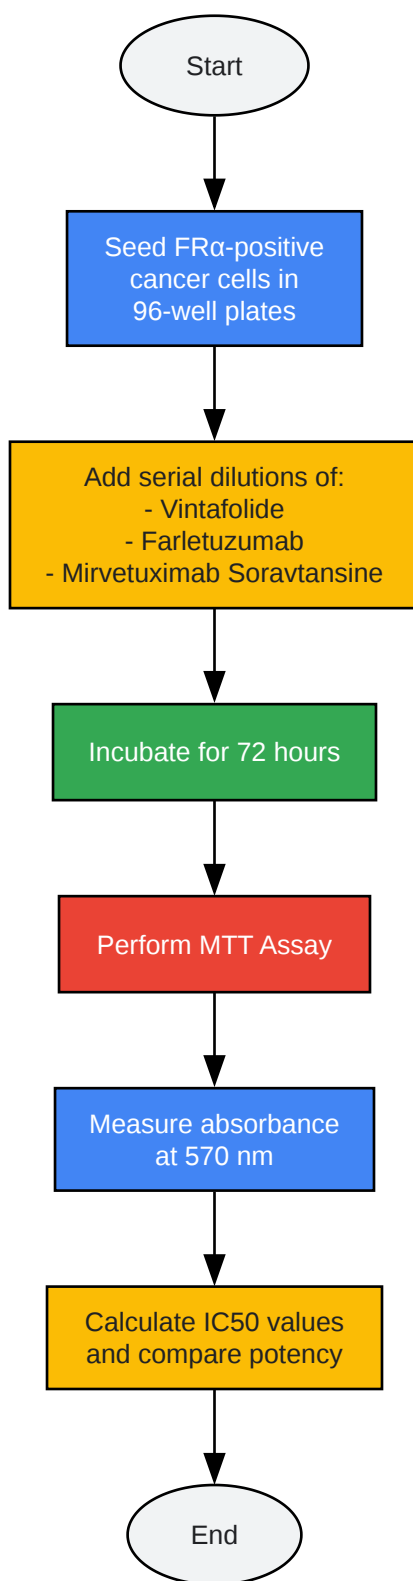 Start
Seed FRα-positive
cancer cells in
96-well plates
Add serial dilutions of:
- Vintafolide
- Farletuzumab
- Mirvetuximab Soravtansine
Incubate for 72 hours
Perform MTT Assay
Measure absorbance
at 570 nm
Calculate IC50 values
and compare potency
End